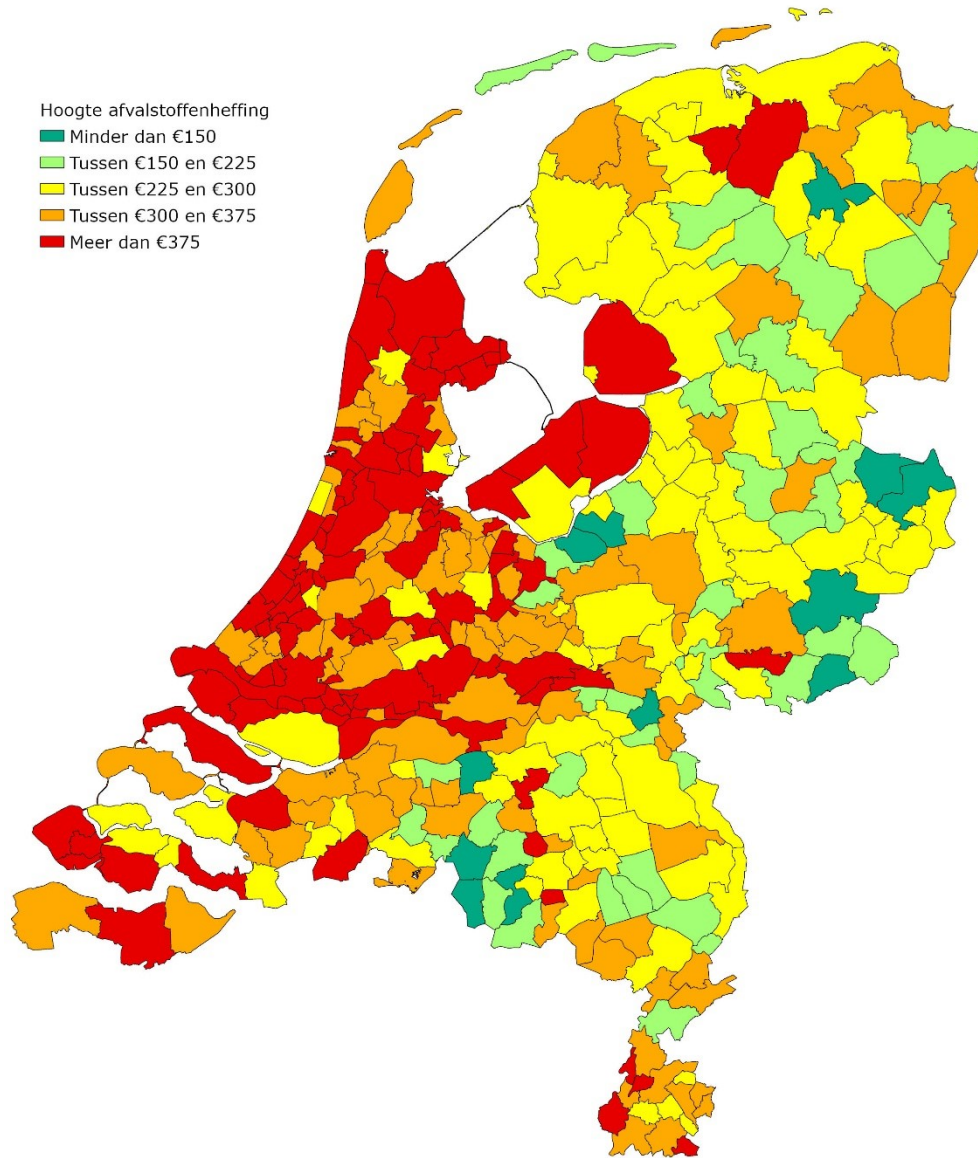 Hoogte afvalstoffenheffing
Minder dan €150
Tussen €150 en €225
Tussen €225 en €300
Tussen €300 en €375
Meer dan €375